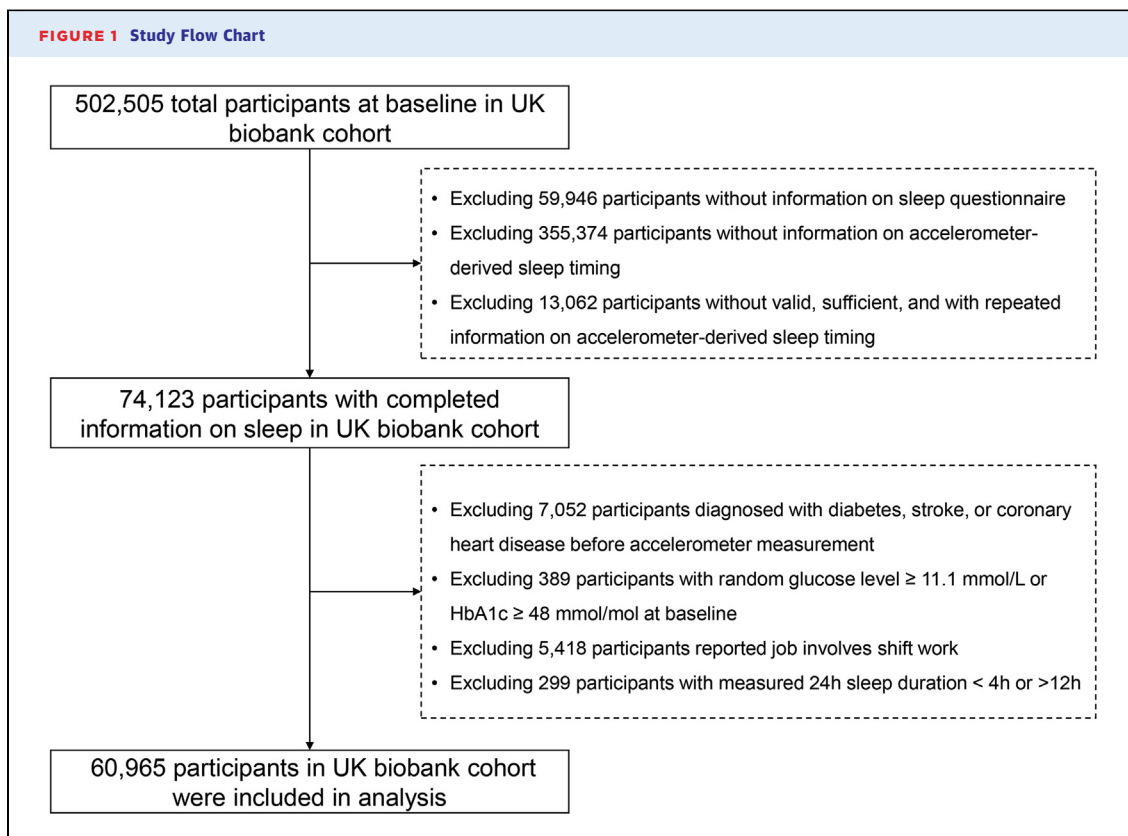 FIGURE 1 Study Flow Chart
502,505 total participants at baseline in UK
biobank cohort
• Excluding 59,946 participants without information on sleep questionnaire
• Excluding 355,374 participants without information on accelerometer-
derived sleep timing
• Excluding 13,062 participants without valid, sufficient, and with repeated
information on accelerometer-derived sleep timing
74,123 participants with completed
information on sleep in UK biobank cohort
• Excluding 7,052 participants diagnosed with diabetes, stroke, or coronary
heart disease before accelerometer measurement
• Excluding 389 participants with random glucose level ≥ 11.1 mmol/L or
HbA1c ≥ 48 mmol/mol at baseline
• Excluding 5,418 participants reported job involves shift work
• Excluding 299 participants with measured 24h sleep duration < 4h or >12h
60,965 participants in UK biobank cohort
were included in analysis